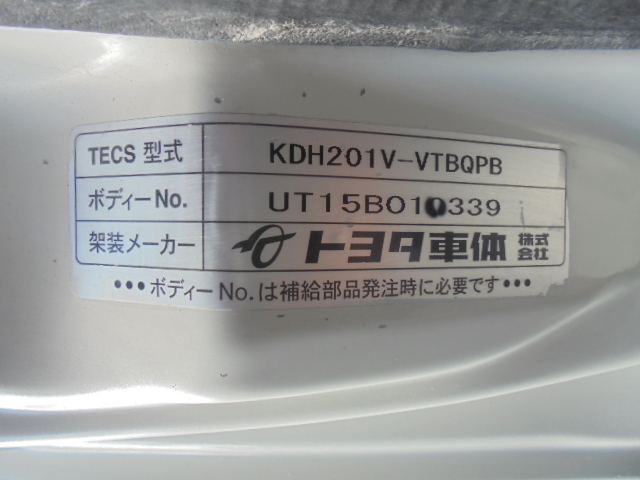 TECS 型式 KDH201V-VTBQPB
ボディーNo. UT15B010339
架装メーカー トヨタ車体 株式会社
•••ボディーNo.は補給部品発注時に必要です•••